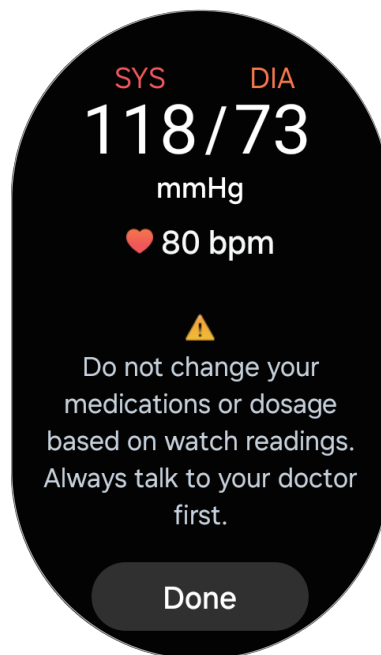 SYS DIA
118/73
mmHg
80 bpm
Do not change your
medications or dosage
based on watch readings.
Always talk to your doctor
first.
Done